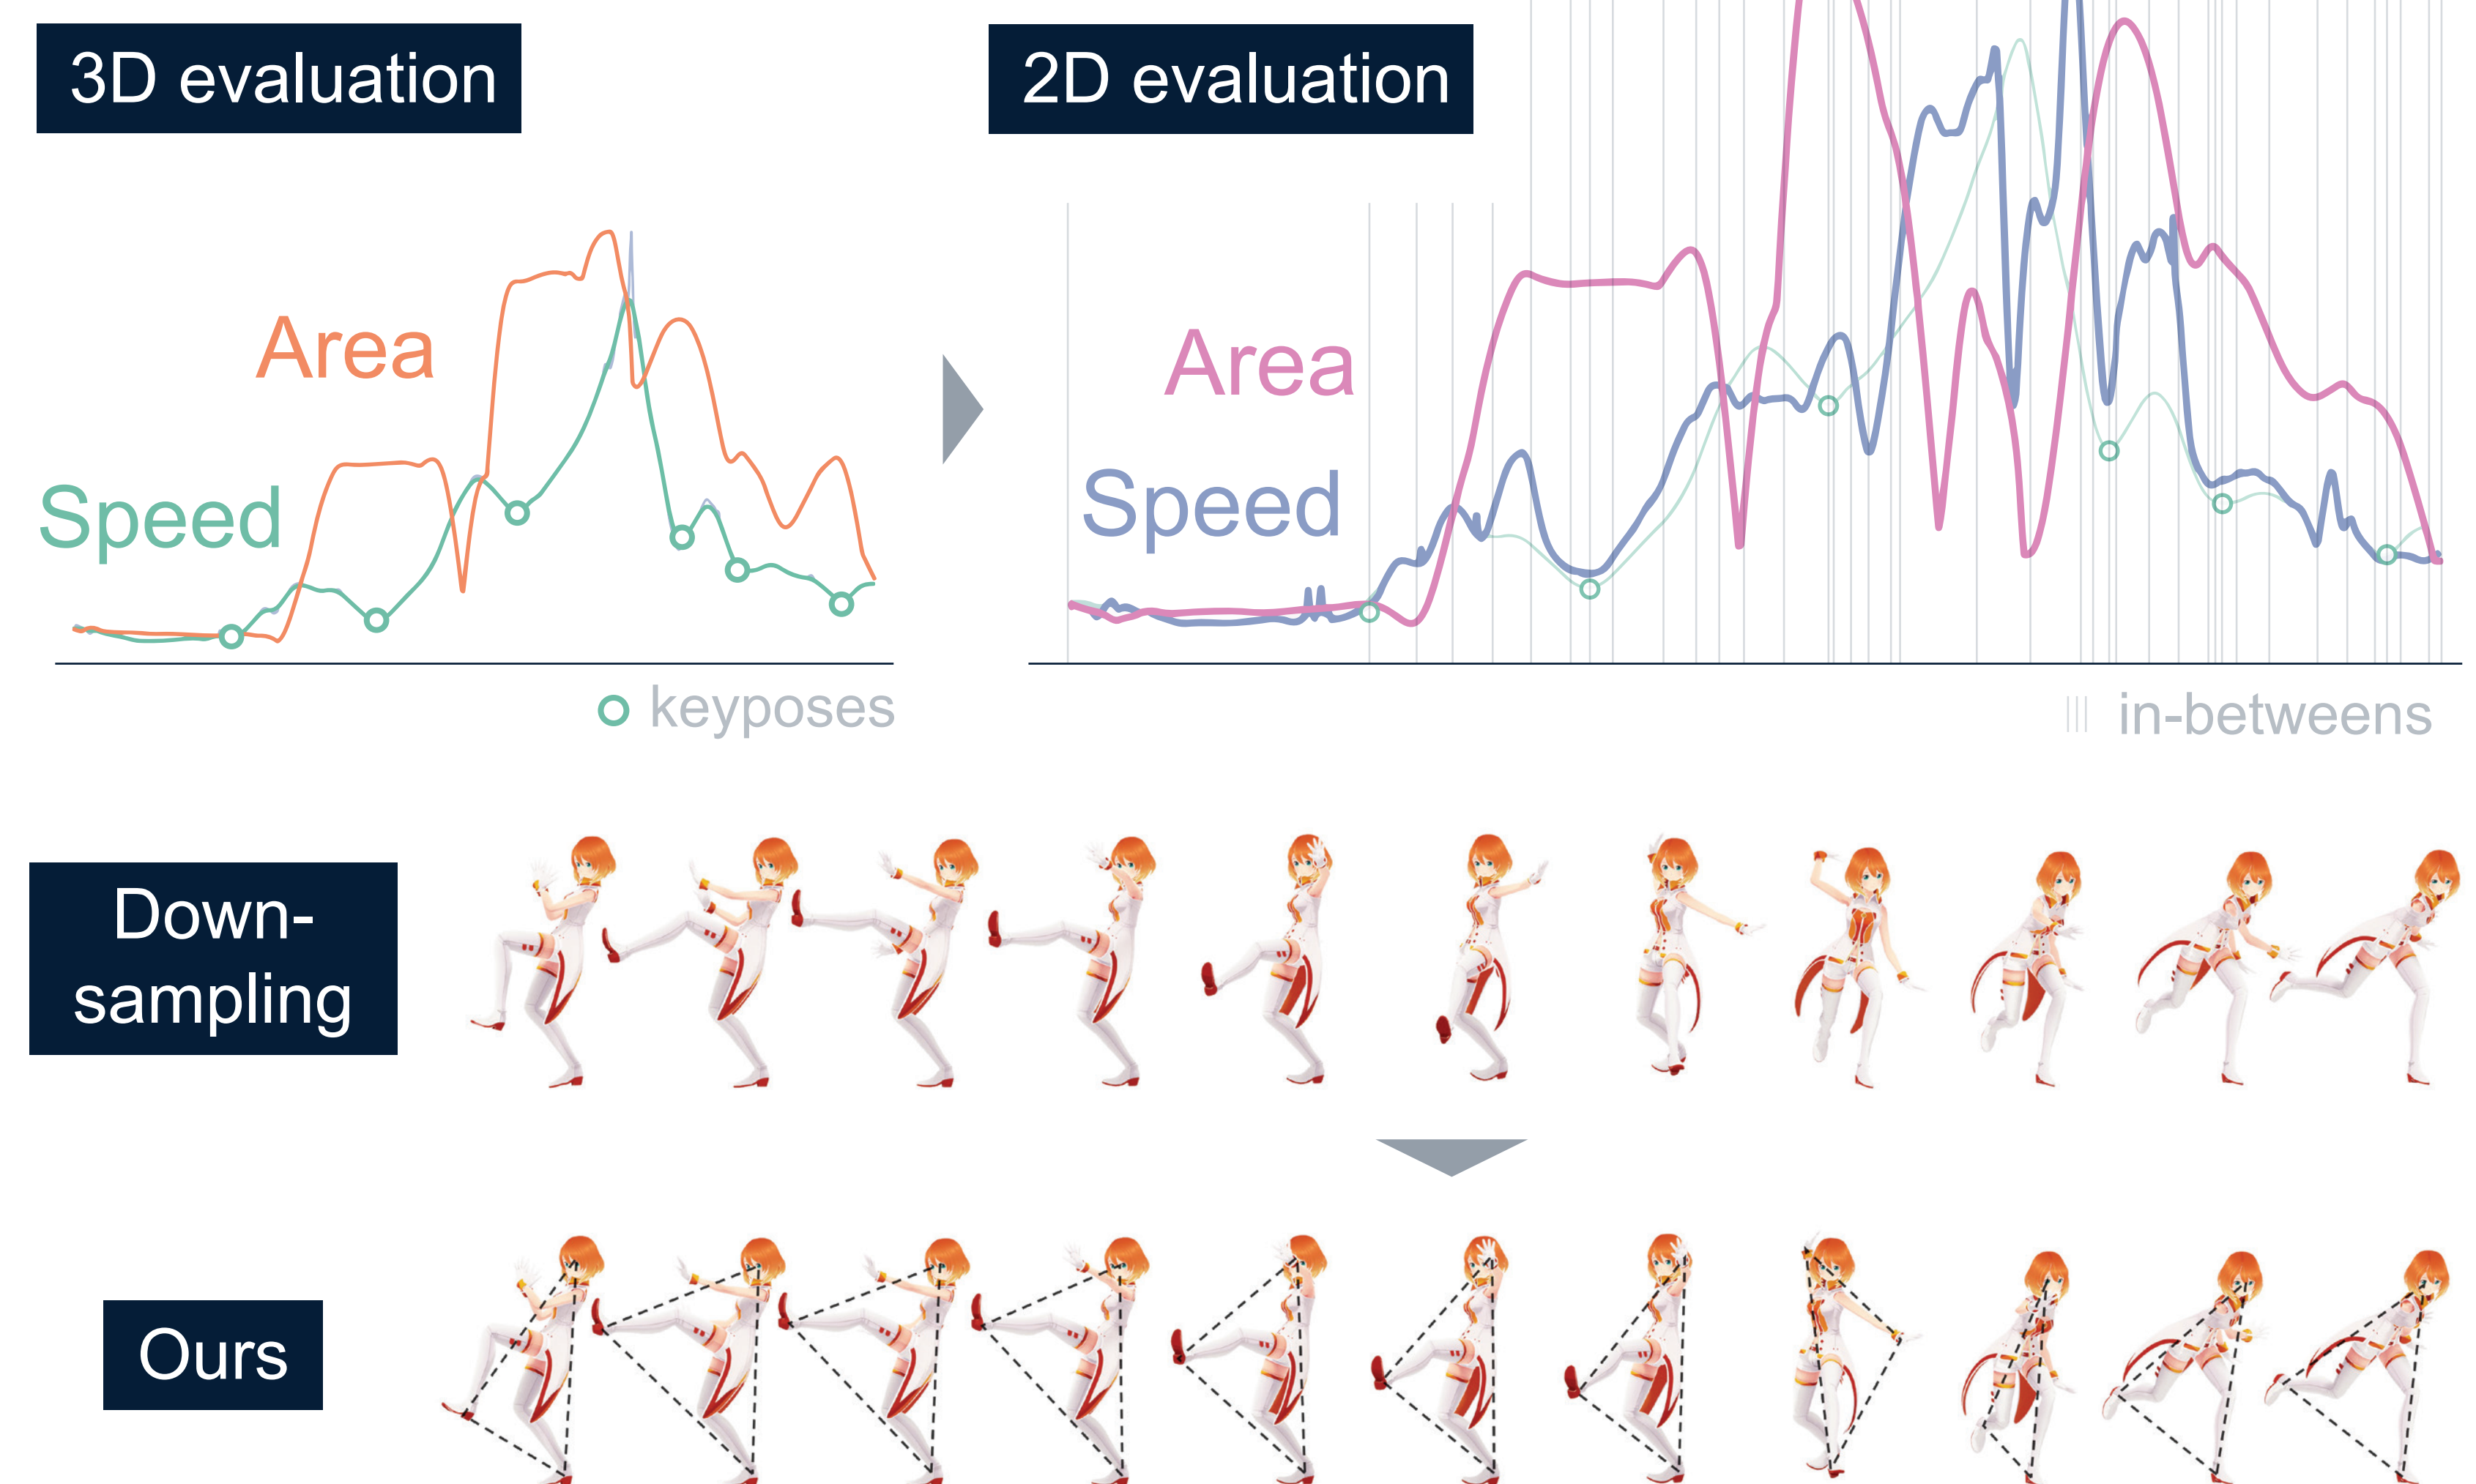 3D evaluation
2D evaluation
Area
Speed
Area
Speed
keyposes
in-betweens
Down-
sampling
Ours